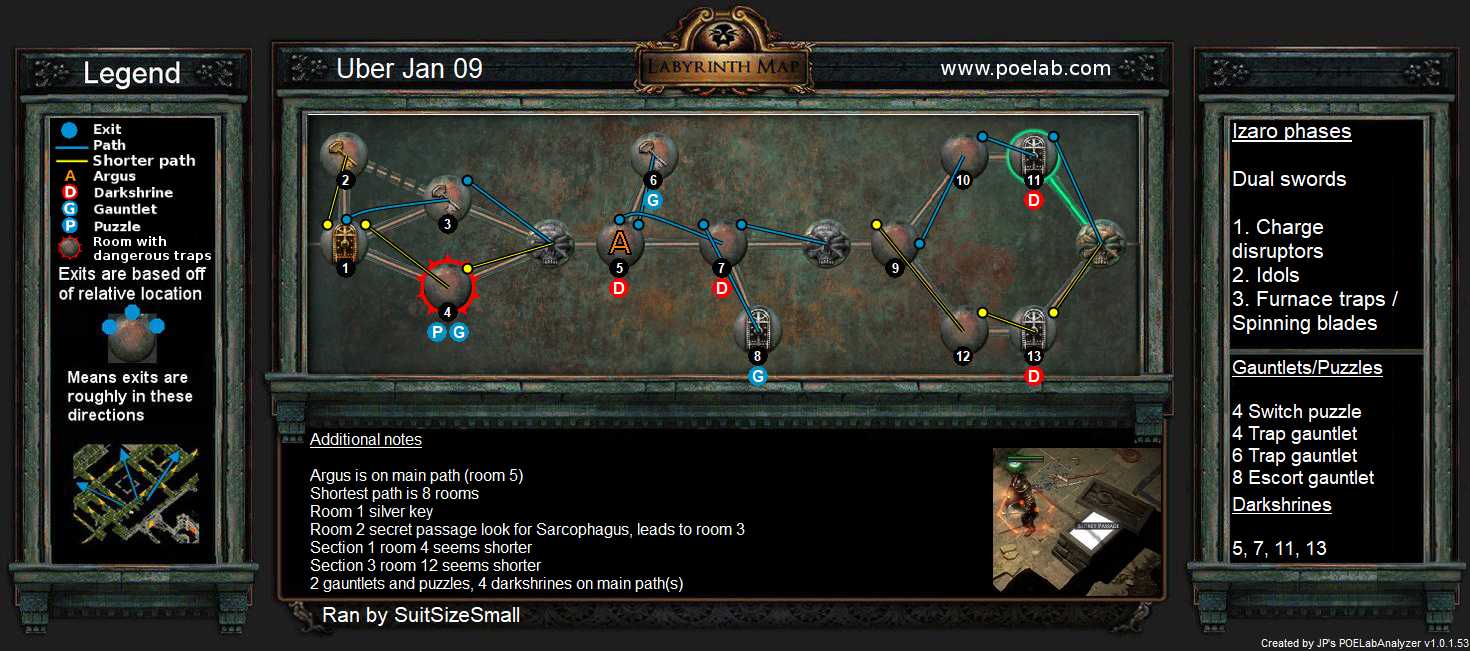 Legend
Exit
Path
Shorter path
A Argus
D Darkshrine
G Gauntlet
P Puzzle
Room with
dangerous traps
Exits are based off
of relative location
Means exits are
roughly in these
directions
Uber Jan 09
LABYRINTH MAP
www.poelab.com
2
6
G
10
11
D
3
1
4
P G
A
5
D
7
D
8
G
9
12
13
D
Additional notes
Argus is on main path (room 5)
Shortest path is 8 rooms
Room 1 silver key
Room 2 secret passage look for Sarcophagus, leads to room 3
Section 1 room 4 seems shorter
Section 3 room 12 seems shorter
2 gauntlets and puzzles, 4 darkshrines on main path(s)
SECRET PASSAGE
Ran by SuitSizeSmall
Izaro phases
Dual swords
1. Charge
disruptors
2. Idols
3. Furnace traps /
Spinning blades
Gauntlets/Puzzles
4 Switch puzzle
4 Trap gauntlet
6 Trap gauntlet
8 Escort gauntlet
Darkshrines
5, 7, 11, 13
Created by JP's POELabAnalyzer v1.0.1.53